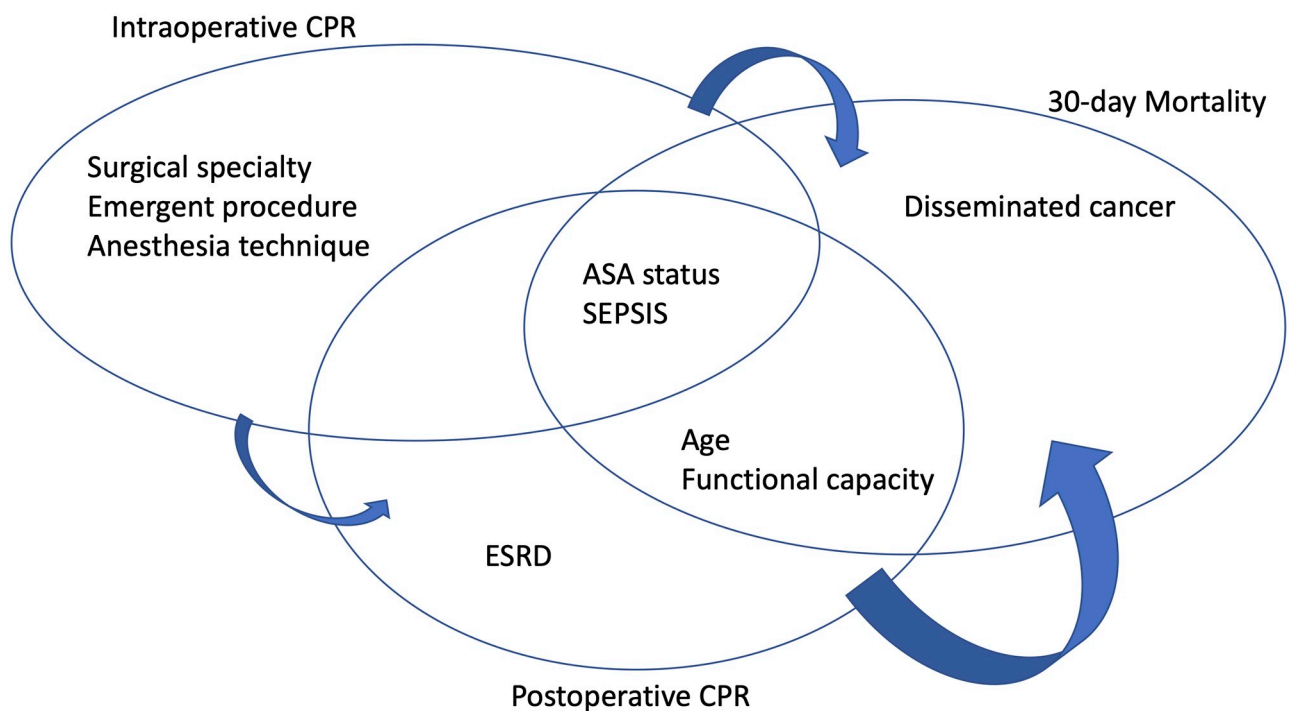 Intraoperative CPR
30-day Mortality
Surgical specialty
Emergent procedure
Anesthesia technique
Disseminated cancer
ASA status
SEPSIS
Age
Functional capacity
ESRD
Postoperative CPR